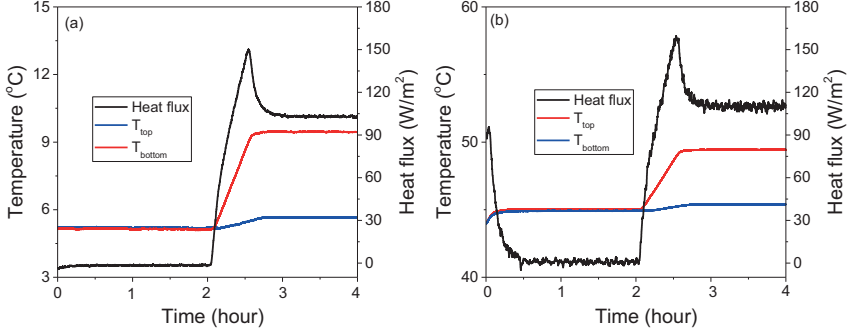 (a)
15
12
9
6
3
Temperature (°C)
180
150
120
90
60
30
0
Heat flux (W/m²)
Heat flux
T_top
T_bottom
0
1
2
3
4
Time (hour)
(b)
60
50
40
Temperature (°C)
180
150
120
90
60
30
0
Heat flux (W/m²)
Heat flux
T_top
T_bottom
0
1
2
3
4
Time (hour)